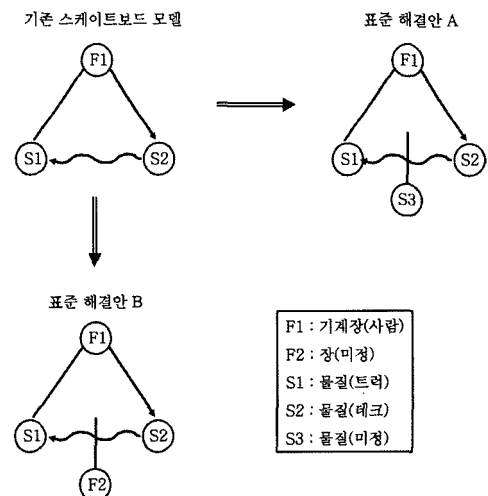 기존 스케이트보드 모델
표준 해결안 A
F1
F1
S1
S2
S1
S2
S3
표준 해결안 B
F1
S1
S2
F2
F1 : 기계장(사람)
F2 : 장(미정)
S1 : 물질(트럭)
S2 : 물질(데크)
S3 : 물질(미정)